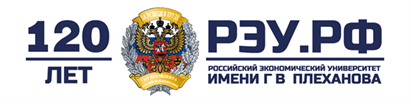 120
ЛЕТ
РЭУ.РФ
РОССИЙСКИЙ ЭКОНОМИЧЕСКИЙ УНИВЕРСИТЕТ
ИМЕНИ Г В ПЛЕХАНОВА